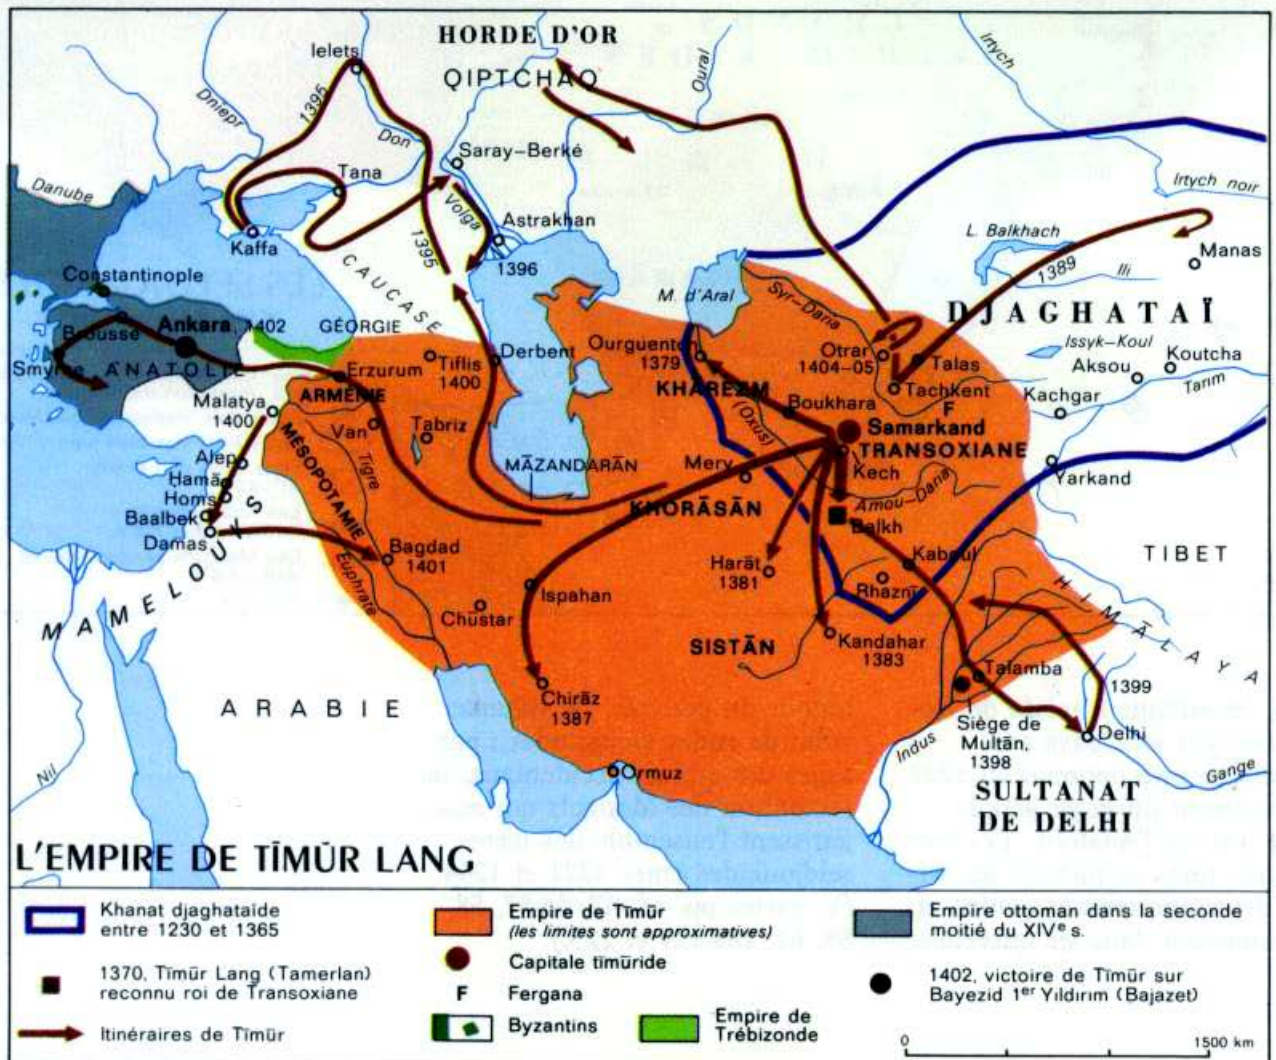 HORDE D'OR
QIPTCHAQ
Ielets
1395
Dniepr
Don
Oural
Irtych
Saray-Berké
Tana
Volga
Astrakhan
1396
1395
Danube
Kaffa
CAUCASE
Irtych noir
L. Balkhach
Manas
1389
Ili
DJAGHATAÏ
Constantinople
Brousse
Ankara, 1402
GÉORGIE
M. d'Aral
Syr-Daria
Issyk-Koul
Koutcha
Aksou
Tarim
Smyrne
ANATOLIE
Erzurum
Tiflis
1400
Derbent
Ourguentch
1379
Otrar
1404-05
Talas
Tachkent
Kachgar
ARMÉNIE
KHĀREZM
Boukhara
F
Malatya
1400
Van
Tabriz
(Oxus)
Samarkand
TRANSOXIANE
Kech
Yarkand
Alep
Hamā
Homs
Baalbek
Damas
MÉSOPOTAMIE
Tigre
MĀZANDARĀN
Merv
Amou-Daria
KHORĀSĀN
Balkh
Bagdad
1401
Euphrate
Harāt
1381
Kaboul
Rhaznī
TIBET
HIMĀLAYA
MAMELOUKS
Ispahan
Chūstar
SISTĀN
Kandahar
1383
Talamba
1399
ARABIE
Chirāz
1387
Siège de
Multān,
1398
Delhi
Indus
Gange
Nil
Ormuz
SULTANAT
DE DELHI
L'EMPIRE DE TĪMŪR LANG
Khanat djaghataïde
entre 1230 et 1365
1370, Tīmūr Lang (Tamerlan)
reconnu roi de Transoxiane
Itinéraires de Tīmūr
Empire de Tīmūr
(les limites sont approximatives)
Capitale tīmūride
F Fergana
Byzantins
Empire de
Trébizonde
Empire ottoman dans la seconde
moitié du XIVe s.
1402, victoire de Tīmūr sur
Bayezid 1er Yıldırım (Bajazet)
0 1500 km